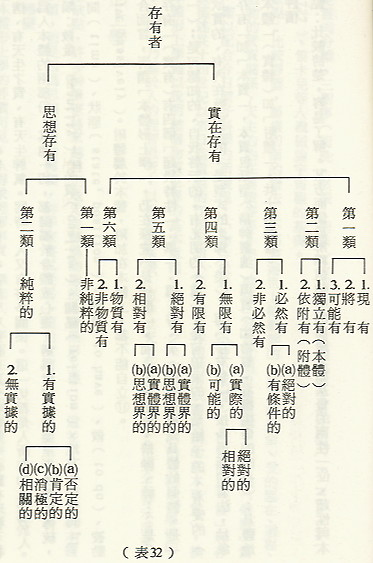 存有者
實在存有
思想存有
第一類
1.現有
2.將有
3.可能有
第二類
1.獨立有(本體)
2.依附有(附體)
第三類
1.必然有
(a)絕對的
(b)有條件的
2.非必然有
第四類
1.無限有
(a)實際的
絕對的
相對的
(b)可能的
2.有限有
第五類
1.絕對有
(a)實體界的
(b)思想界的
2.相對有
(a)實體界的
(b)思想界的
第六類
1.物質有
2.非物質有
第一類
非純粹的
第二類
純粹的
1.有實據的
(a)否定的
(b)肯定的
(c)消極的
(d)相關的
2.無實據的
(表32)